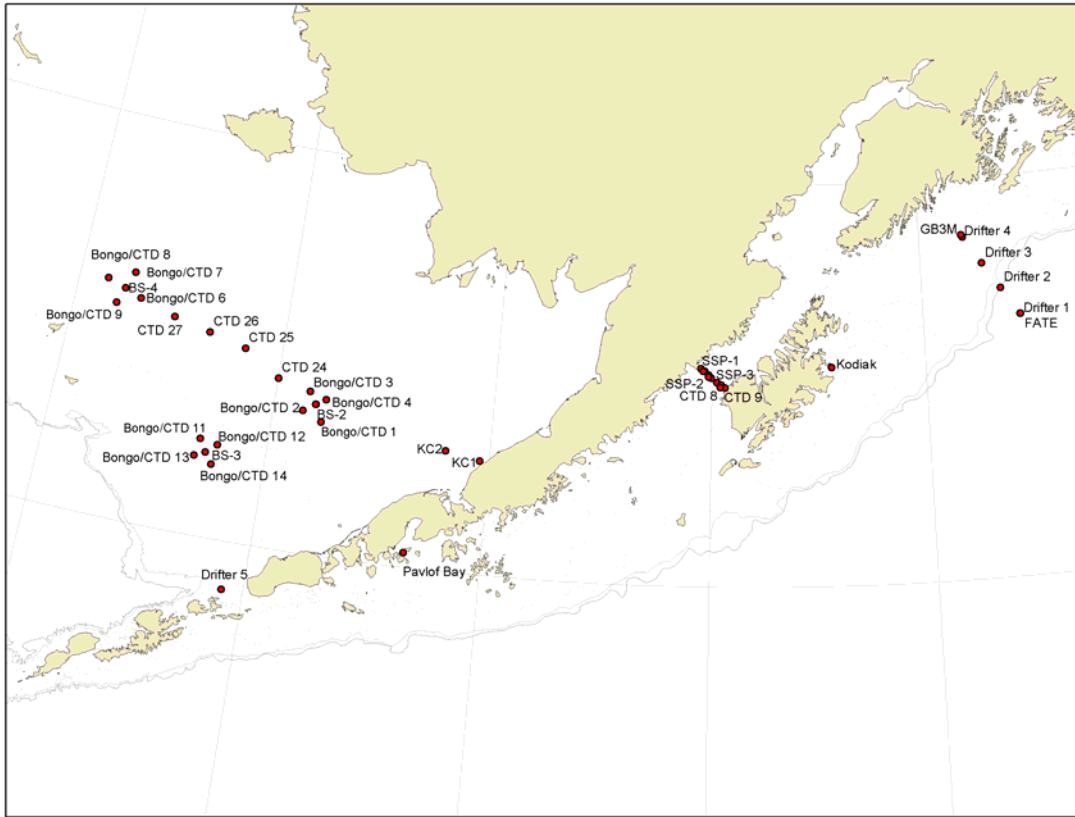 GB3M
Drifter 4
Bongo/CTD 8
Drifter 3
Bongo/CTD 7
Drifter 2
BS-4
Bongo/CTD 6
Bongo/CTD 9
Drifter 1
FATE
CTD 27
CTD 26
CTD 25
SSP-1
Kodiak
CTD 24
SSP-3
SSP-2
Bongo/CTD 3
CTD 8
CTD 9
Bongo/CTD 4
Bongo/CTD 2
BS-2
Bongo/CTD 1
Bongo/CTD 11
Bongo/CTD 12
KC2
Bongo/CTD 13
BS-3
KC1
Bongo/CTD 14
Pavlof Bay
Drifter 5